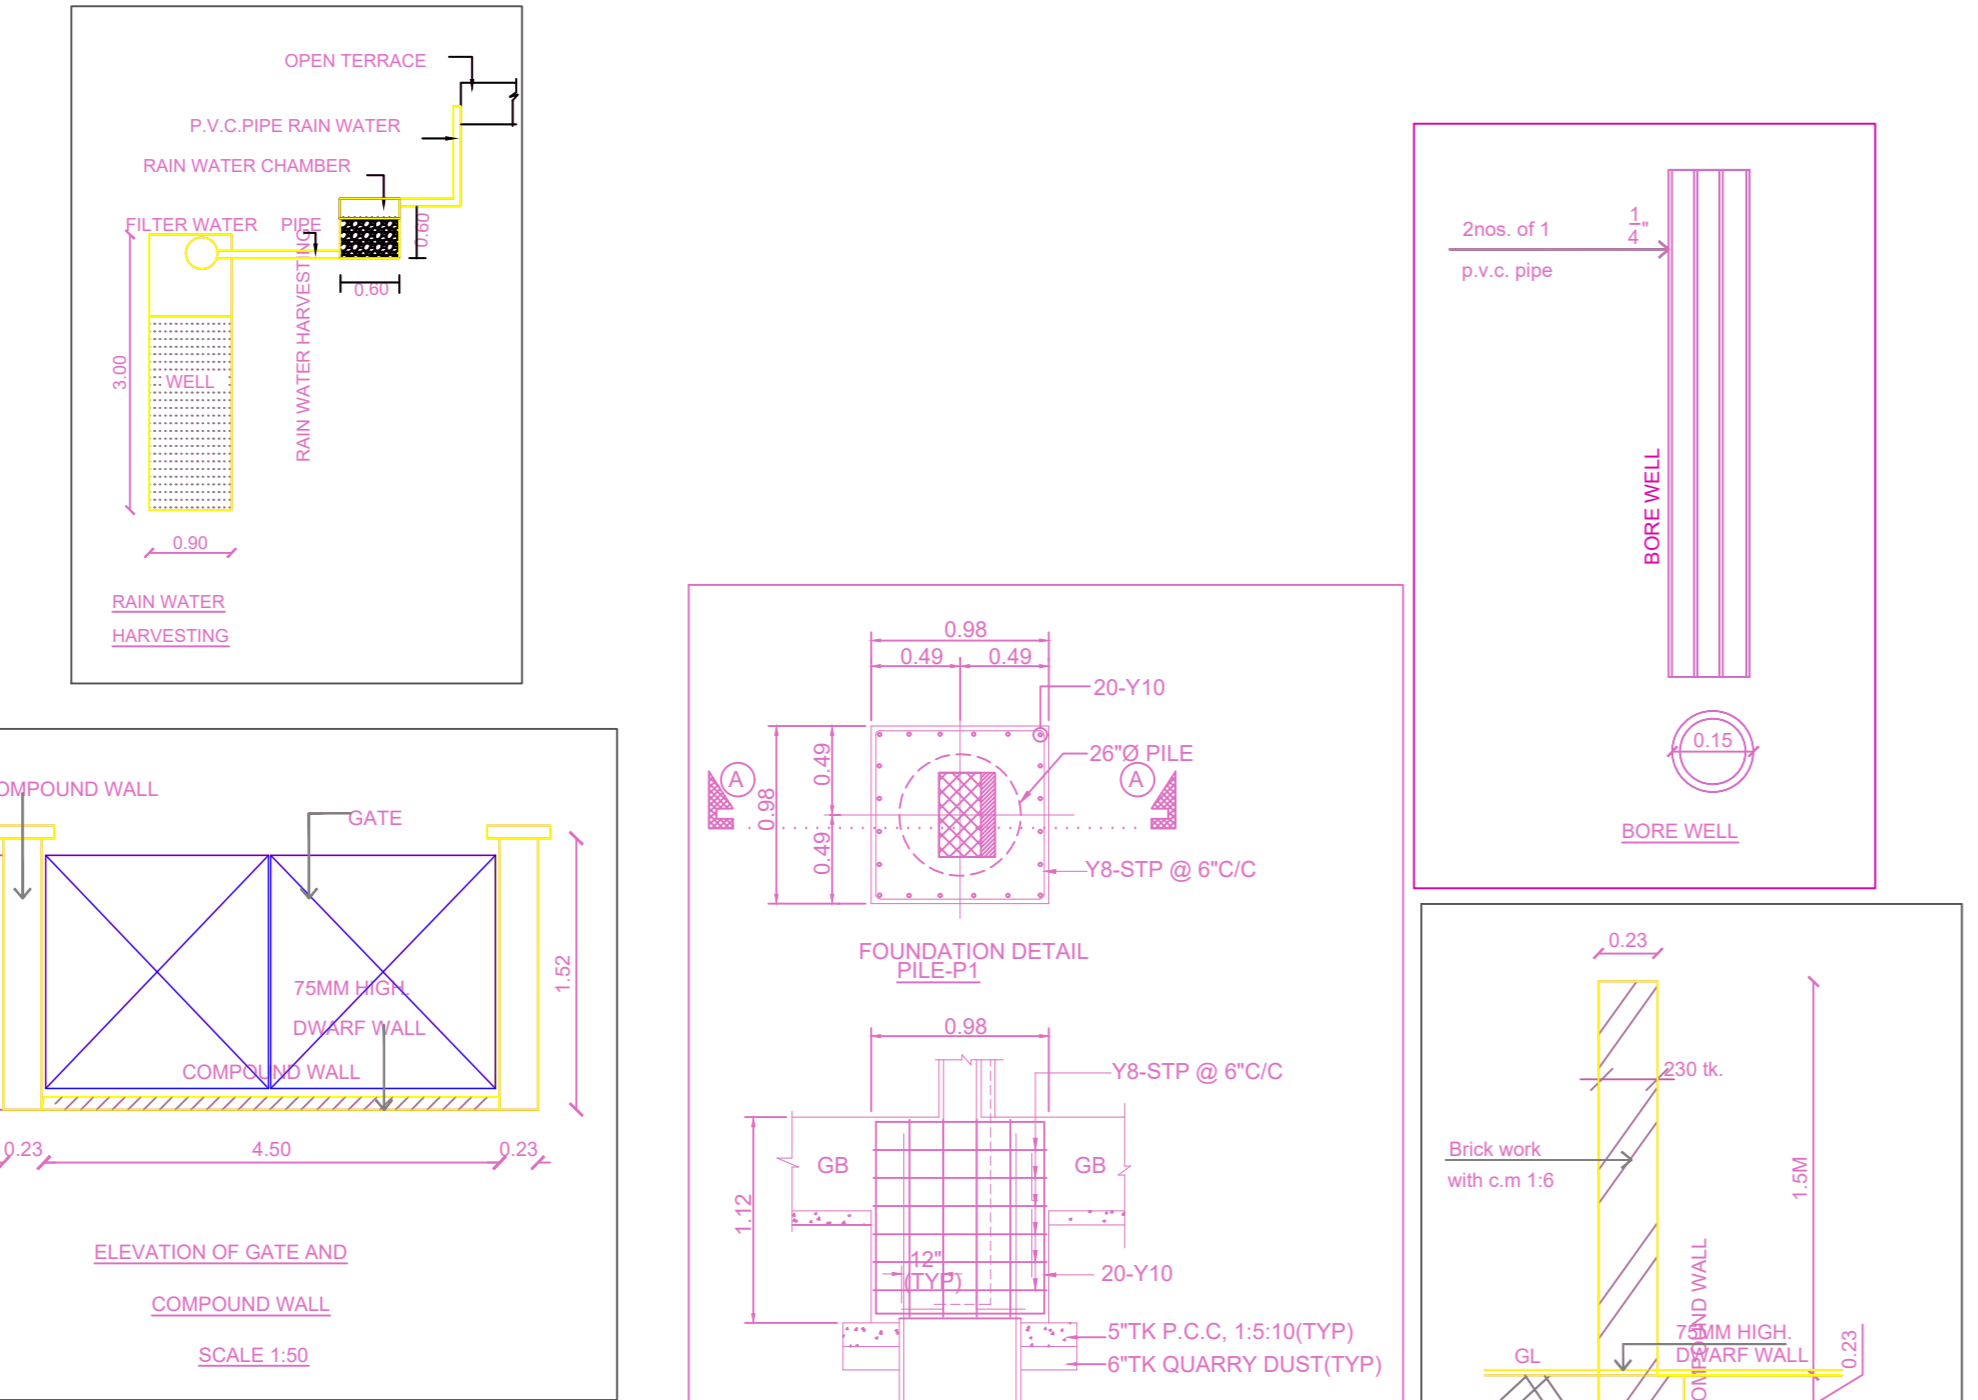 OPEN TERRACE
P.V.C.PIPE RAIN WATER
RAIN WATER CHAMBER
FILTER WATER PIPE
0.60
0.60
RAIN WATER HARVESTING
3.00
WELL
0.90
RAIN WATER
HARVESTING
OMPOUND WALL
GATE
75MM HIGH.
DWARF WALL
COMPOUND WALL
1.52
0.23
4.50
0.23
ELEVATION OF GATE AND
COMPOUND WALL
SCALE 1:50
0.98
0.49
0.49
20-Y10
26"Ø PILE
A
A
0.49
0.98
0.49
Y8-STP @ 6"C/C
FOUNDATION DETAIL
PILE-P1
0.98
Y8-STP @ 6"C/C
GB
GB
1.12
12"
(TYP)
20-Y10
5"TK P.C.C, 1:5:10(TYP)
6"TK QUARRY DUST(TYP)
2nos. of 1 1/4"
p.v.c. pipe
BORE WELL
0.15
BORE WELL
0.23
230 tk.
Brick work
with c.m 1:6
1.5M
OMPOUND WALL
75MM HIGH.
DWARF WALL
GL
0.23